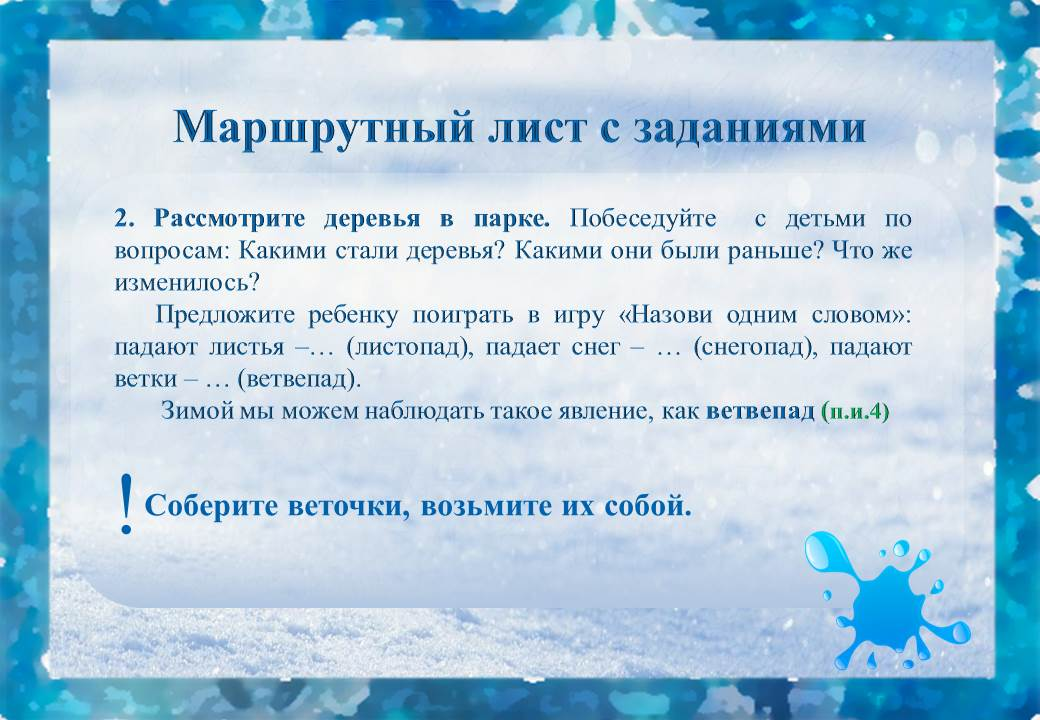 Маршрутный лист с заданиями
2. Рассмотрите деревья в парке. Побеседуйте с детьми по
вопросам: Какими стали деревья? Какими они были раньше? Что же
изменилось?
Предложите ребенку поиграть в игру «Назови одним словом»:
падают листья –… (листопад), падает снег – … (снегопад), падают
ветки – … (ветвепад).
Зимой мы можем наблюдать такое явление, как ветвепад (п.и.4)
! Соберите веточки, возьмите их собой.